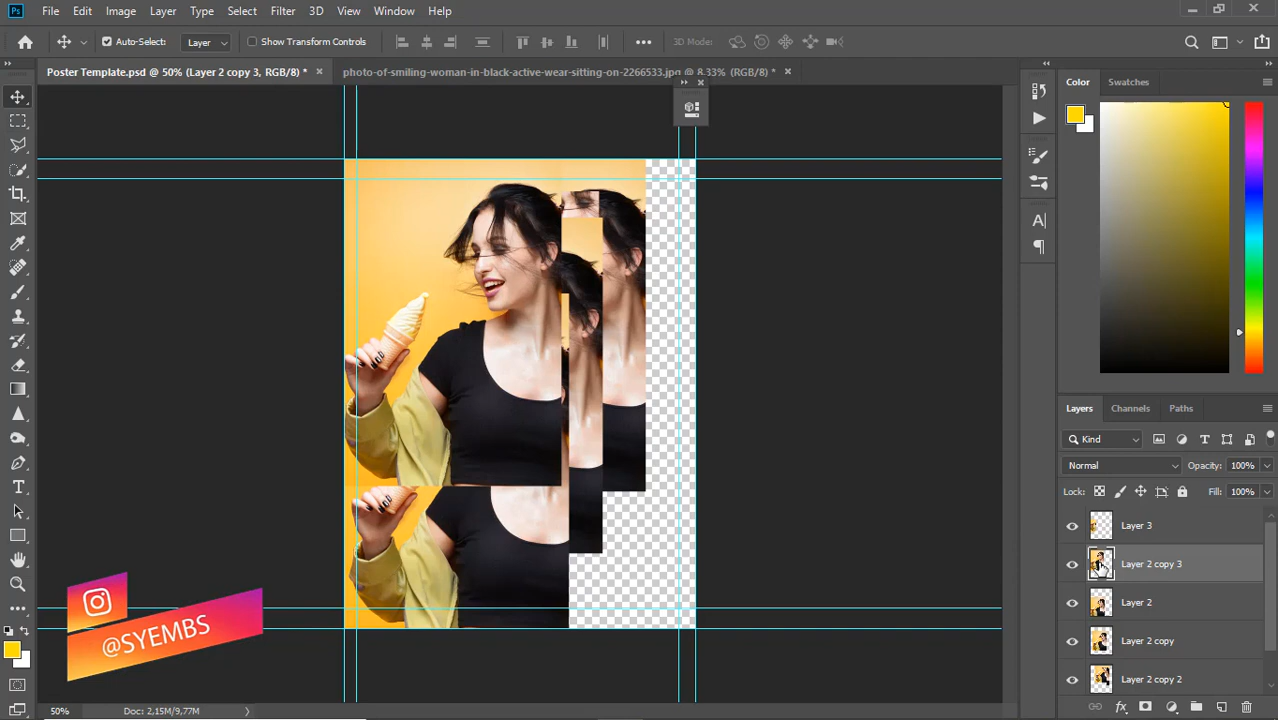 Ps File Edit Image Layer Type Select Filter 3D View Window Help
Auto-Select: Layer Show Transform Controls 3D Mode:
Poster Template.psd @ 50% (Layer 2 copy 3, RGB/8) * photo-of-smiling-woman-in-black-active-wear-sitting-on-2266533.jpg @ 8.33% (RGB/8) *
Color Swatches
Layers Channels Paths
Kind
Normal Opacity: 100%
Lock: Fill: 100%
Layer 3
Layer 2 copy 3
Layer 2
Layer 2 copy
Layer 2 copy 2
@SYEMBS
50% Doc: 2,15M/9,77M